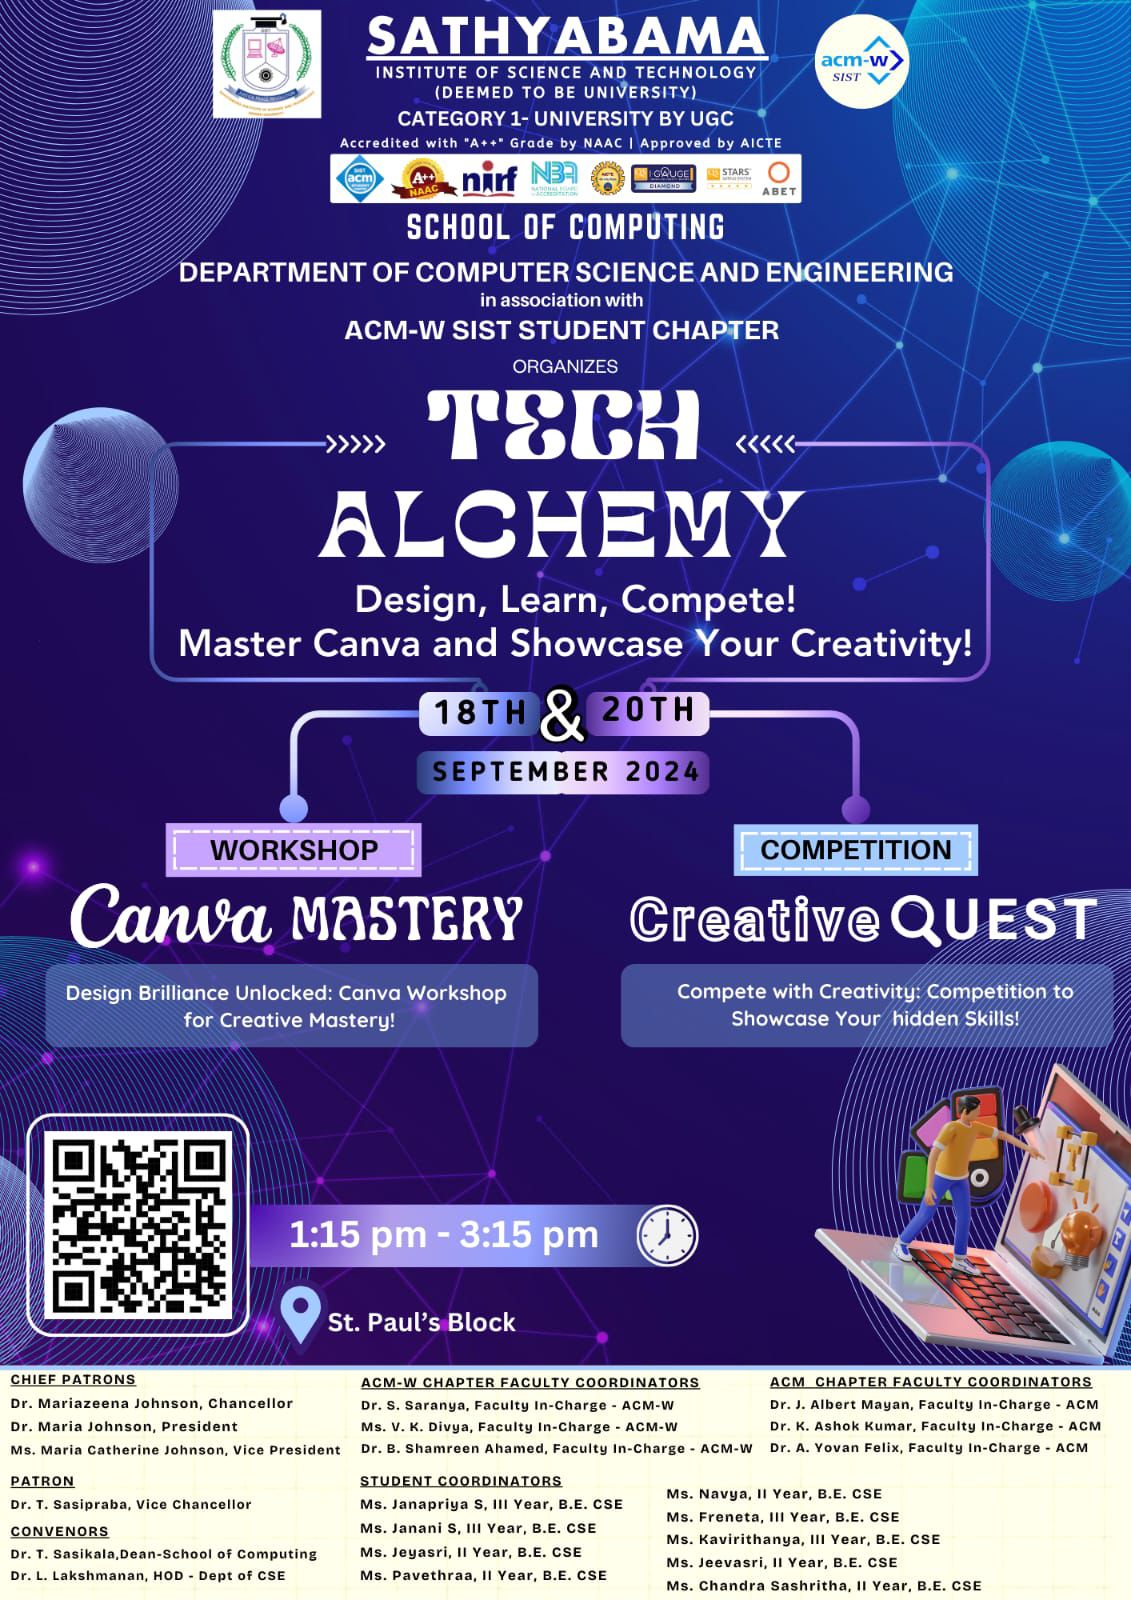 SATHYABAMA
INSTITUTE OF SCIENCE AND TECHNOLOGY
(DEEMED TO BE UNIVERSITY)
CATEGORY 1- UNIVERSITY BY UGC
Accredited with "A++" Grade by NAAC | Approved by AICTE
acm-w
SIST
SIST
acm
A++
NAAC
nirf
NBA
NATIONAL BOARD
of ACCREDITATION
I GAUGE
DIAMOND
STARS
ABET
SCHOOL OF COMPUTING
DEPARTMENT OF COMPUTER SCIENCE AND ENGINEERING
in association with
ACM-W SIST STUDENT CHAPTER
ORGANIZES
TECH
ALCHEMY
Design, Learn, Compete!
Master Canva and Showcase Your Creativity!
18TH & 20TH
SEPTEMBER 2024
WORKSHOP
Canva MASTERY
Design Brilliance Unlocked: Canva Workshop
for Creative Mastery!
COMPETITION
Creative QUEST
Compete with Creativity: Competition to
Showcase Your hidden Skills!
1:15 pm - 3:15 pm
St. Paul's Block
CHIEF PATRONS
Dr. Mariazeena Johnson, Chancellor
Dr. Maria Johnson, President
Ms. Maria Catherine Johnson, Vice President
PATRON
Dr. T. Sasipraba, Vice Chancellor
CONVENORS
Dr. T. Sasikala,Dean-School of Computing
Dr. L. Lakshmanan, HOD - Dept of CSE
ACM-W CHAPTER FACULTY COORDINATORS
Dr. S. Saranya, Faculty In-Charge - ACM-W
Ms. V. K. Divya, Faculty In-Charge - ACM-W
Dr. B. Shamreen Ahamed, Faculty In-Charge - ACM-W
ACM CHAPTER FACULTY COORDINATORS
Dr. J. Albert Mayan, Faculty In-Charge - ACM
Dr. K. Ashok Kumar, Faculty In-Charge - ACM
Dr. A. Yovan Felix, Faculty In-Charge - ACM
STUDENT COORDINATORS
Ms. Janapriya S, III Year, B.E. CSE
Ms. Janani S, III Year, B.E. CSE
Ms. Jeyasri, II Year, B.E. CSE
Ms. Pavethraa, II Year, B.E. CSE
Ms. Navya, II Year, B.E. CSE
Ms. Freneta, III Year, B.E. CSE
Ms. Kavirithanya, III Year, B.E. CSE
Ms. Jeevasri, II Year, B.E. CSE
Ms. Chandra Sashritha, II Year, B.E. CSE